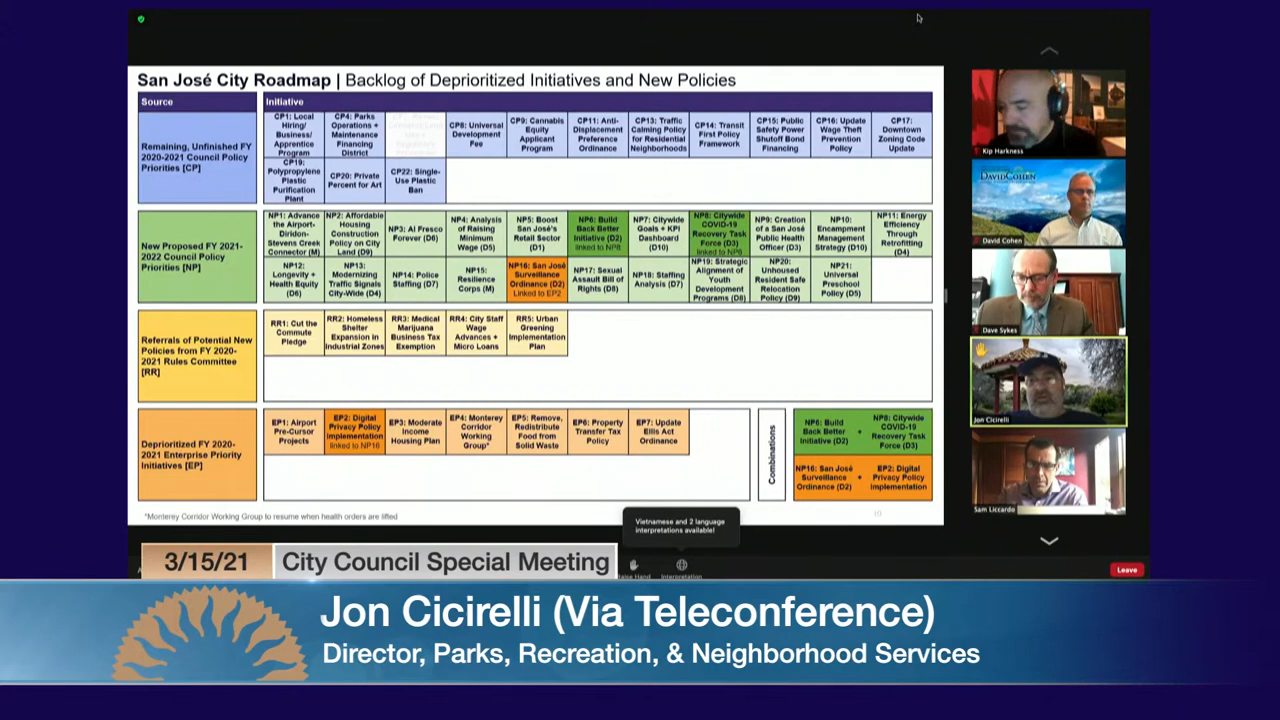 San José City Roadmap | Backlog of Deprioritized Initiatives and New Policies
Source
Initiative
Remaining, Unfinished FY
2020-2021 Council Policy
Priorities [CP]
CP1: Local
Hiring/
Business/
Apprentice
Program
CP4: Parks
Operations +
Maintenance
Financing
District
CP8: Universal
Development
Fee
CP9: Cannabis
Equity
Applicant
Program
CP11: Anti-
Displacement
Preference
Ordinance
CP13: Traffic
Calming Policy
for Residential
Neighborhoods
CP14: Transit
First Policy
Framework
CP15: Public
Safety Power
Shutoff Bond
Financing
CP16: Update
Wage Theft
Prevention
Policy
CP17:
Downtown
Zoning Code
Update
CP19:
Polypropylene
Plastic
Purification
Plant
CP20: Private
Percent for Art
CP22: Single-
Use Plastic
Ban
New Proposed FY 2021-
2022 Council Policy
Priorities [NP]
NP1: Advance
the Airport-
Diridon-
Stevens Creek
Connector (M)
NP2: Affordable
Housing
Construction
Policy on City
Land (D9)
NP3: Al Fresco
Forever (D6)
NP4: Analysis
of Raising
Minimum
Wage (D5)
NP5: Boost
San José's
Retail Sector
(D1)
NP6: Build
Back Better
Initiative (D2)
linked to NP8
NP7: Citywide
Goals + KPI
Dashboard
(D10)
NP8: Citywide
COVID-19
Recovery Task
Force (D3)
linked to NP6
NP9: Creation
of a San José
Public Health
Officer (D3)
NP10:
Encampment
Management
Strategy (D10)
NP11: Energy
Efficiency
Through
Retrofitting
(D4)
NP12:
Longevity +
Health Equity
(D6)
NP13:
Modernizing
Traffic Signals
City-Wide (D4)
NP14: Police
Staffing (D7)
NP15:
Resilience
Corps (M)
NP16: San José
Surveillance
Ordinance (D2)
Linked to EP2
NP17: Sexual
Assault Bill of
Rights (D8)
NP18: Staffing
Analysis (D7)
NP19: Strategic
Alignment of
Youth
Development
Programs (D8)
NP20:
Unhoused
Resident Safe
Relocation
Policy (D9)
NP21:
Universal
Preschool
Policy (D5)
Referrals of Potential New
Policies from FY 2020-
2021 Rules Committee
[RR]
RR1: Cut the
Commute
Pledge
RR2: Homeless
Shelter
Expansion in
Industrial Zones
RR3: Medical
Marijuana
Business Tax
Exemption
RR4: City Staff
Wage
Advances +
Micro Loans
RR5: Urban
Greening
Implementation
Plan
Deprioritized FY 2020-
2021 Enterprise Priority
Initiatives [EP]
EP1: Airport
Pre-Cursor
Projects
EP2: Digital
Privacy Policy
Implementation
linked to NP16
EP3: Moderate
Income
Housing Plan
EP4: Monterey
Corridor
Working
Group*
EP5: Remove,
Redistribute
Food from
Solid Waste
EP6: Property
Transfer Tax
Policy
EP7: Update
Ellis Act
Ordinance
Combinations
NP6: Build
Back Better
Initiative (D2)
+
NP8: Citywide
COVID-19
Recovery Task
Force (D3)
NP16: San José
Surveillance
Ordinance (D2)
+
EP2: Digital
Privacy Policy
Implementation
*Monterey Corridor Working Group to resume when health orders are lifted
Kip Harkness
DAVID COHEN
David Cohen
Dave Sykes
Jon Cicirelli
Sam Liccardo
Vietnamese and 2 language
interpretations available!
Interpretation
Leave
3/15/21
City Council Special Meeting
Jon Cicirelli (Via Teleconference)
Director, Parks, Recreation, & Neighborhood Services